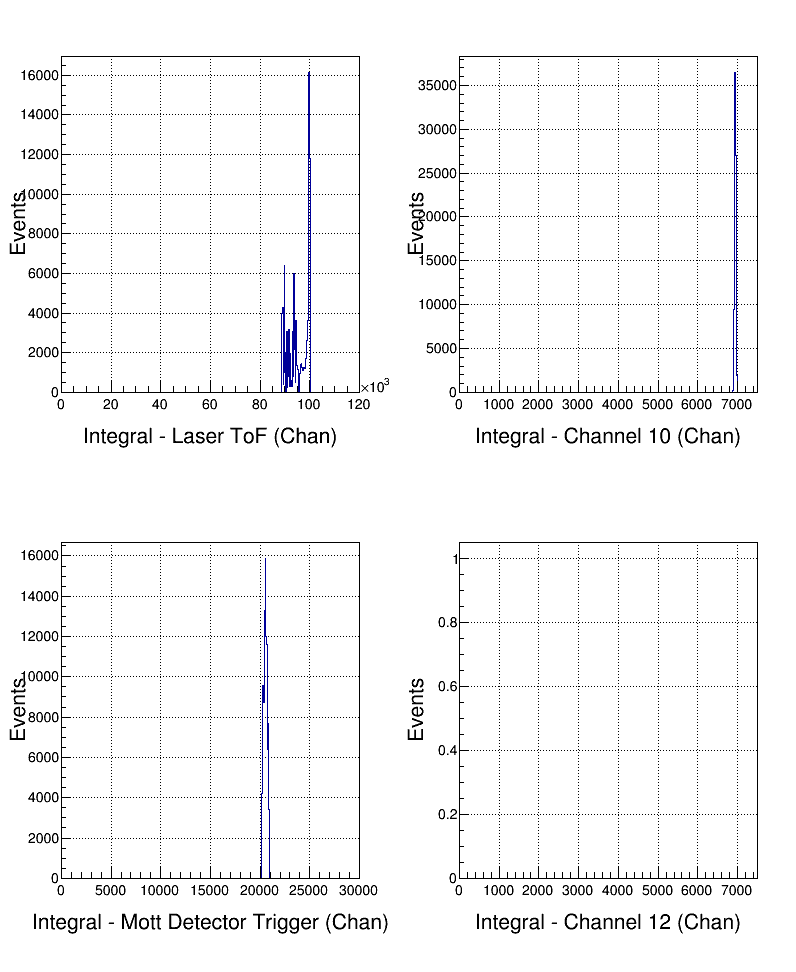 Events
16000
14000
12000
10000
8000
6000
4000
2000
0
0 20 40 60 80 100 120
×10³
Integral - Laser ToF (Chan)
Events
35000
30000
25000
20000
15000
10000
5000
0
0 1000 2000 3000 4000 5000 6000 7000
Integral - Channel 10 (Chan)
Events
16000
14000
12000
10000
8000
6000
4000
2000
0
0 5000 10000 15000 20000 25000 30000
Integral - Mott Detector Trigger (Chan)
Events
1
0.8
0.6
0.4
0.2
0
0 1000 2000 3000 4000 5000 6000 7000
Integral - Channel 12 (Chan)